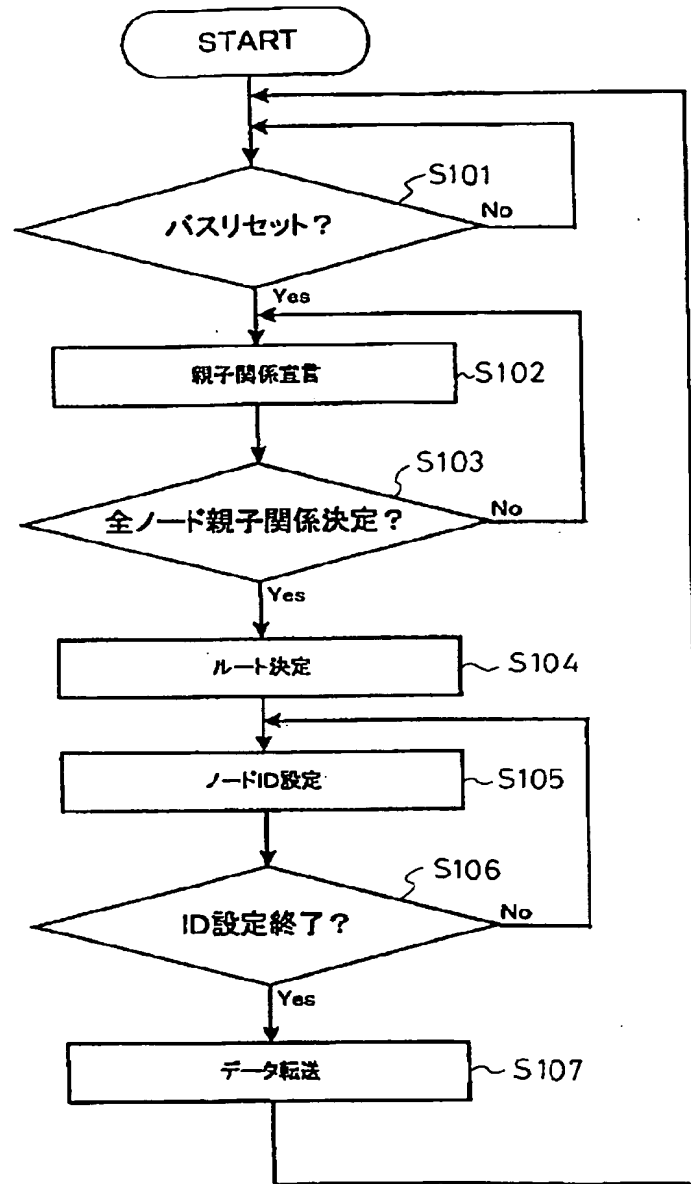 START
S101
バスリセット？
No
Yes
親子関係宣言
S102
S103
全ノード親子関係決定？
No
Yes
ルート決定
S104
ノードID設定
S105
S106
ID設定終了？
No
Yes
データ転送
S107